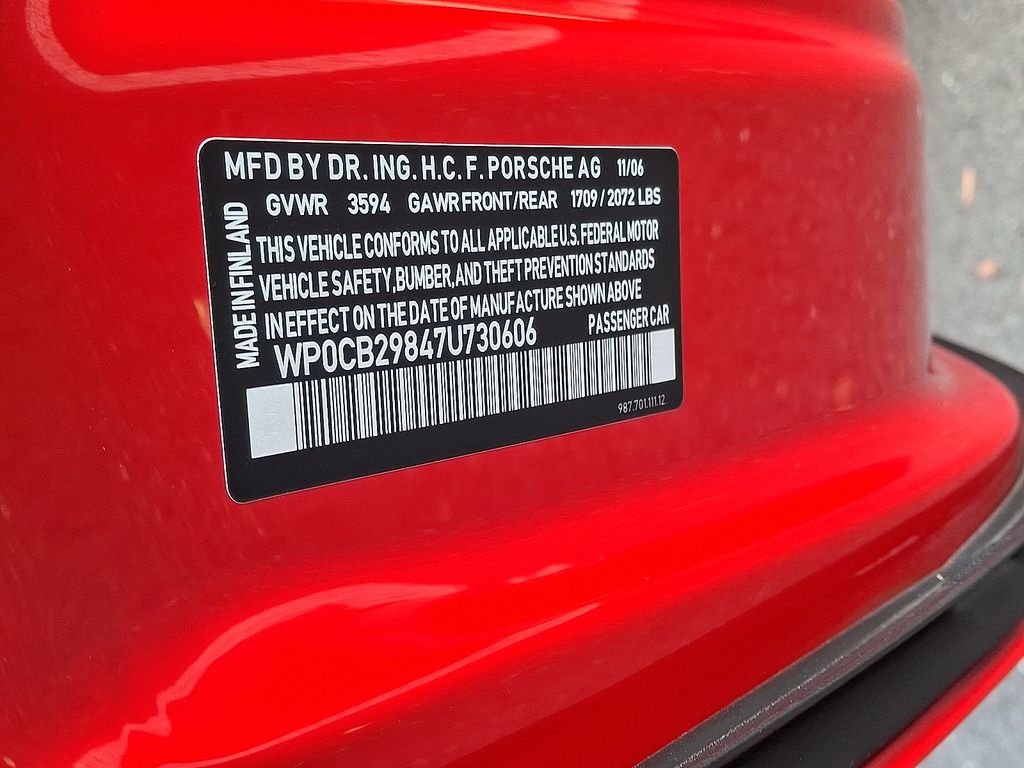 MFD BY DR. ING. H.C. F. PORSCHE AG 11/06
GVWR 3594 GAWR FRONT/REAR 1709 / 2072 LBS
MADE IN FINLAND
THIS VEHICLE CONFORMS TO ALL APPLICABLE U.S. FEDERAL MOTOR
VEHICLE SAFETY, BUMBER, AND THEFT PREVENTION STANDARDS
IN EFFECT ON THE DATE OF MANUFACTURE SHOWN ABOVE
WP0CB29847U730606 PASSENGER CAR
987.701.111.12